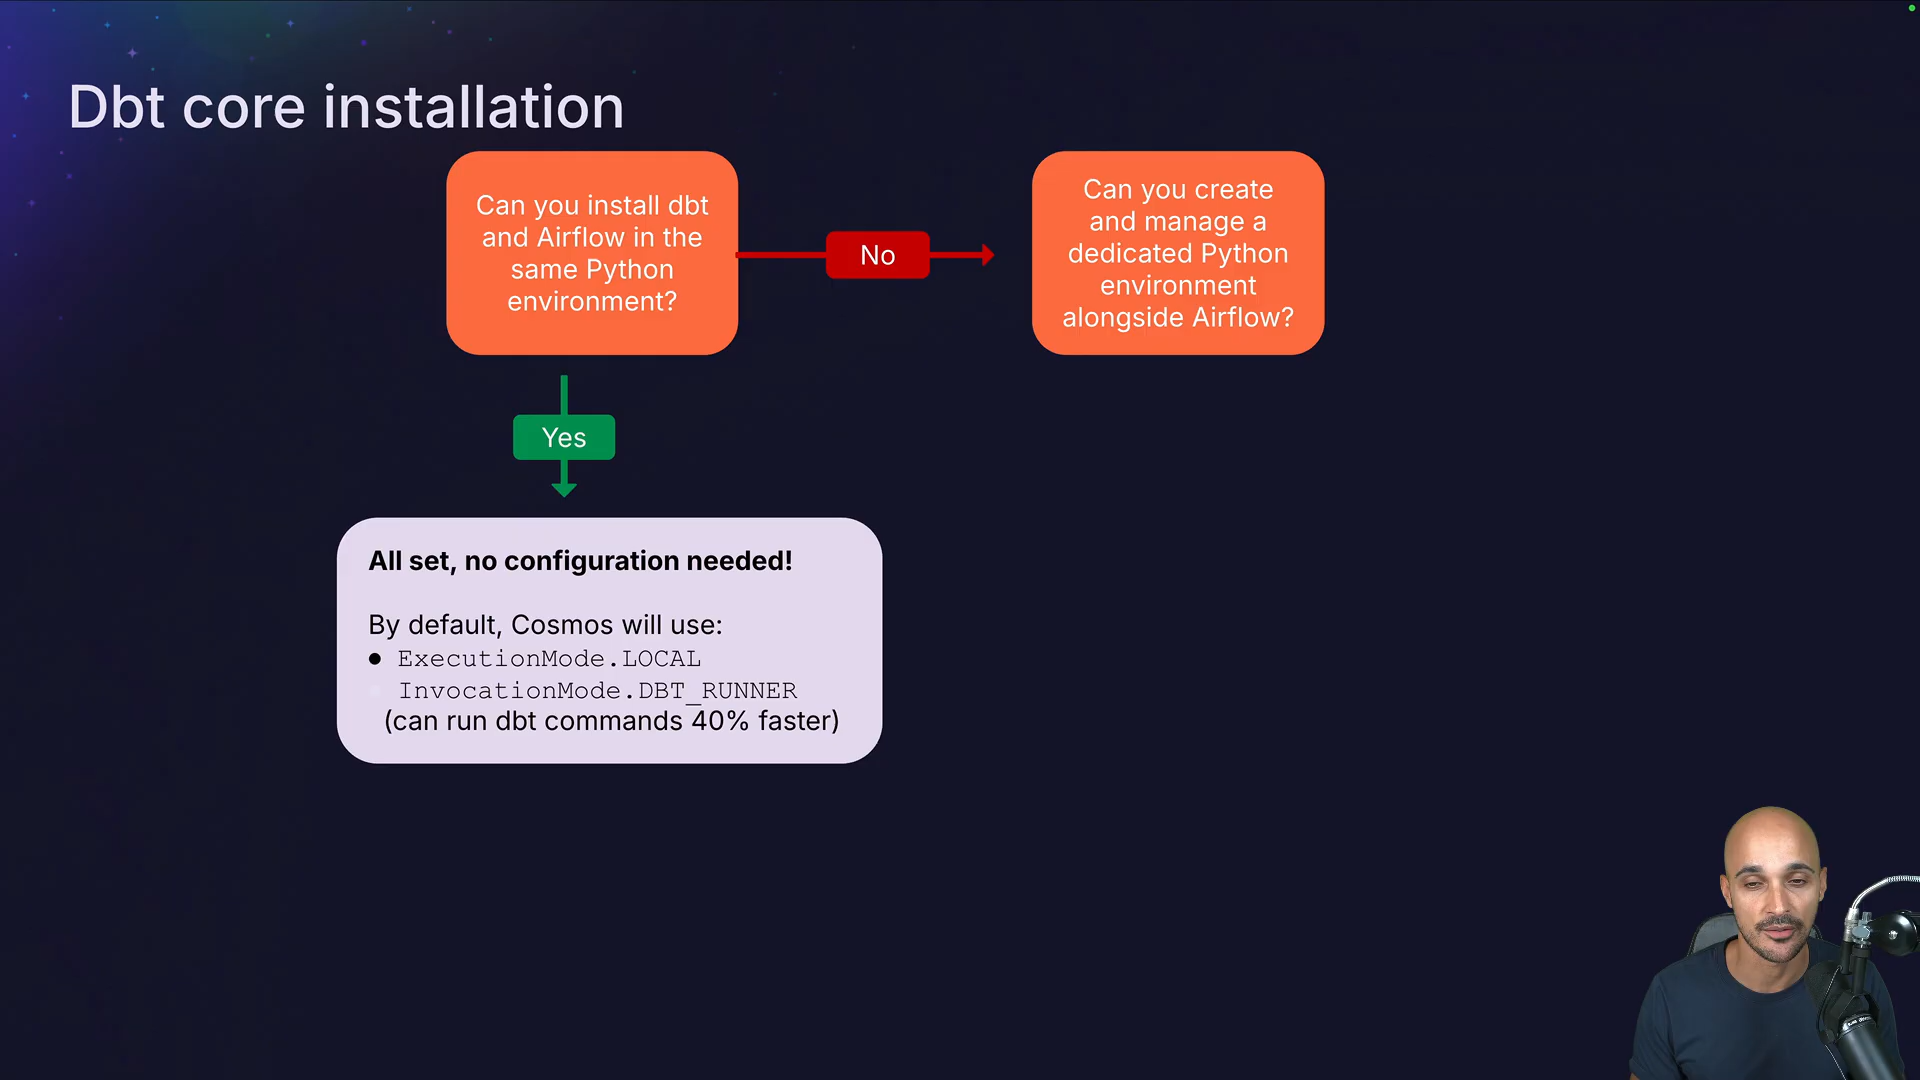 Dbt core installation
Can you install dbt
and Airflow in the
same Python
environment?
No
Can you create
and manage a
dedicated Python
environment
alongside Airflow?
Yes
All set, no configuration needed!
By default, Cosmos will use:
● ExecutionMode.LOCAL
InvocationMode.DBT_RUNNER
(can run dbt commands 40% faster)